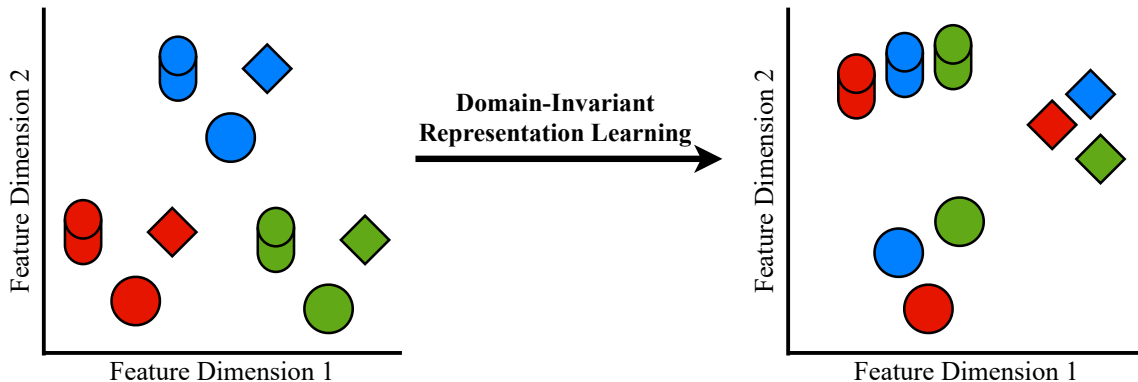 Feature Dimension 2
Feature Dimension 1
Domain-Invariant
Representation Learning
Feature Dimension 2
Feature Dimension 1